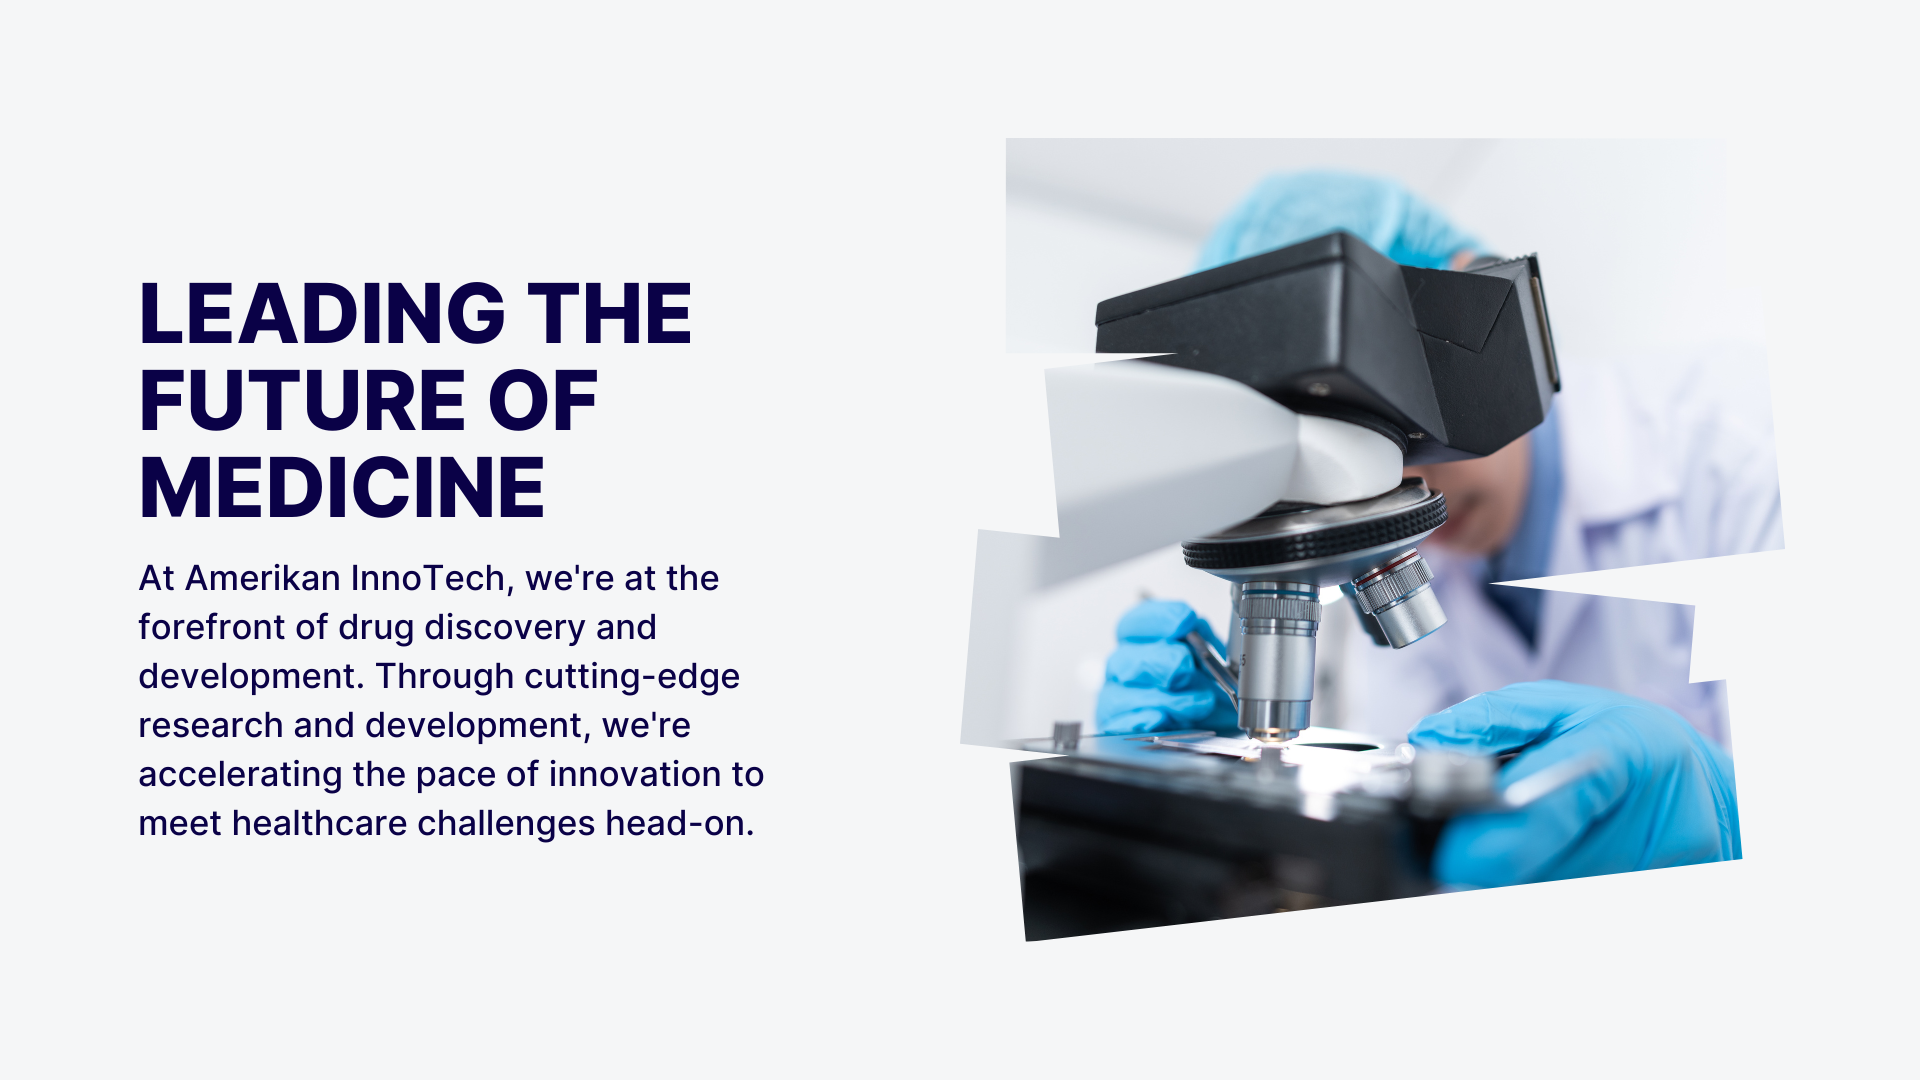 LEADING THE
FUTURE OF
MEDICINE
At Amerikan InnoTech, we're at the
forefront of drug discovery and
development. Through cutting-edge
research and development, we're
accelerating the pace of innovation to
meet healthcare challenges head-on.